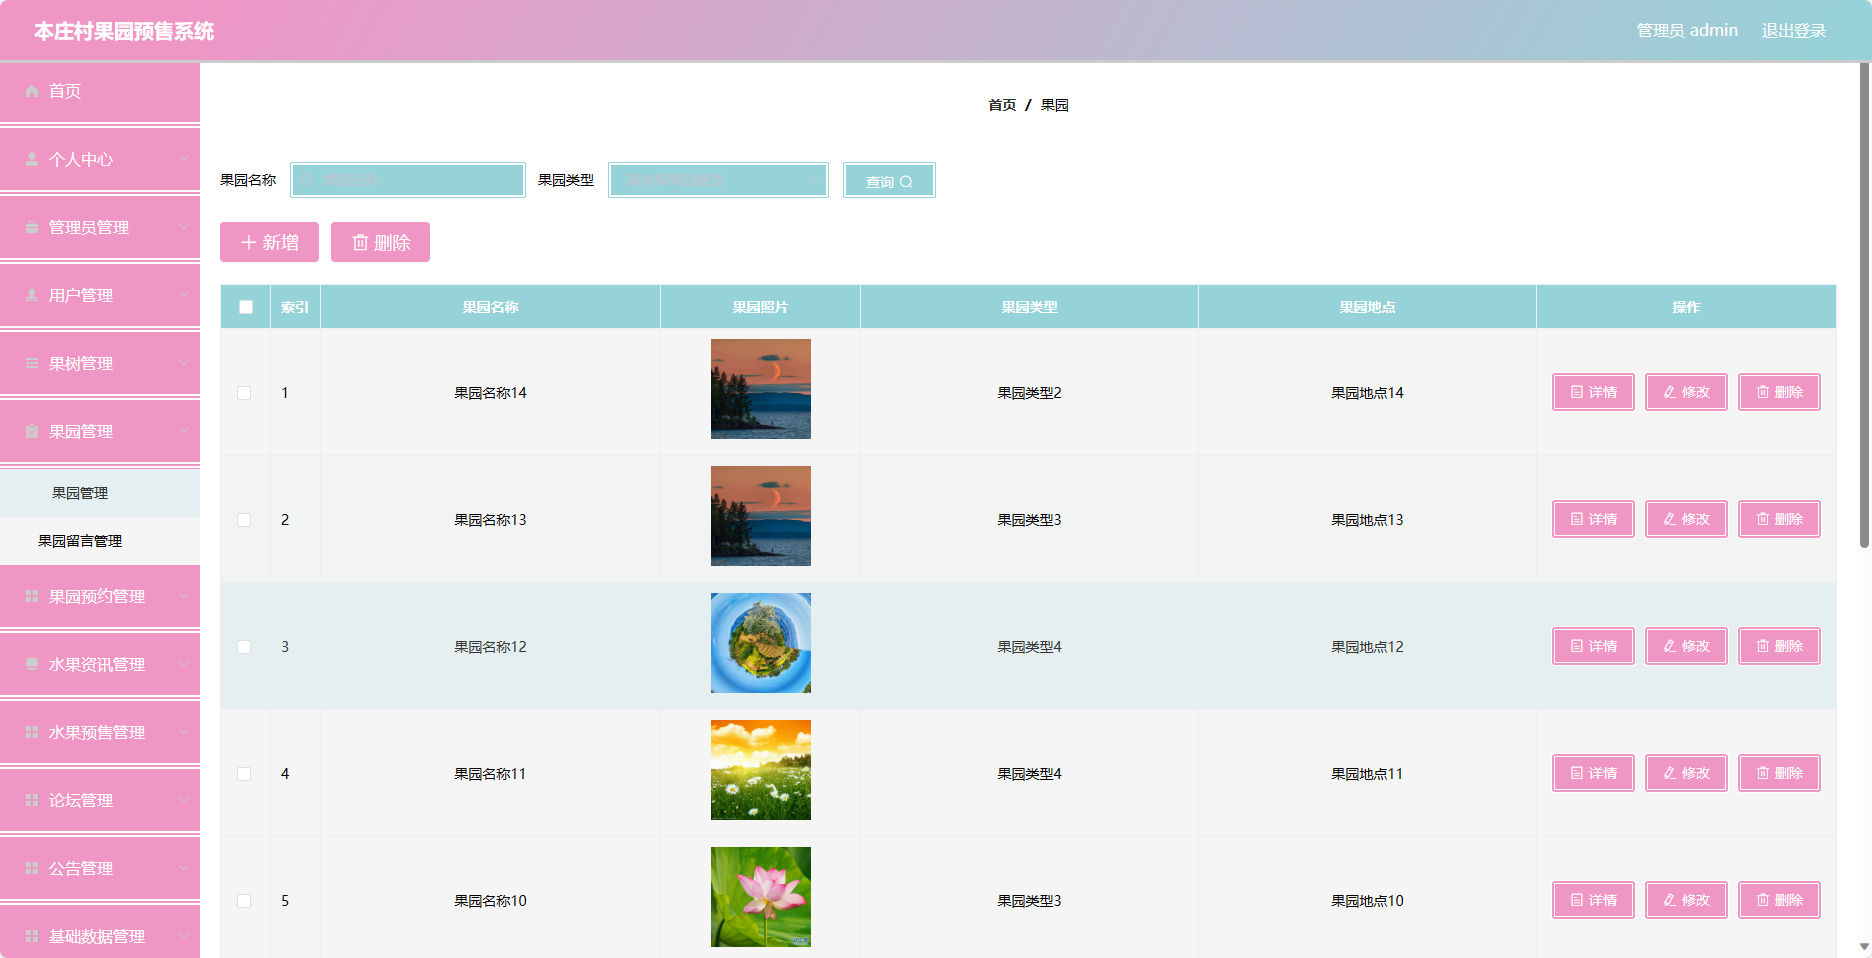 本庄村果园预售系统
管理员 admin
退出登录
首页
个人中心
管理员管理
用户管理
果树管理
果园管理
果园管理
果园留言管理
果园预约管理
水果资讯管理
水果预售管理
论坛管理
公告管理
基础数据管理
首页 / 果园
果园名称 果园名称 果园类型 请选择果园类型 查询
新增 删除
索引 果园名称 果园照片 果园类型 果园地点 操作
1 果园名称14 果园类型2 果园地点14 详情 修改 删除
2 果园名称13 果园类型3 果园地点13 详情 修改 删除
3 果园名称12 果园类型4 果园地点12 详情 修改 删除
4 果园名称11 果园类型4 果园地点11 详情 修改 删除
5 果园名称10 果园类型3 果园地点10 详情 修改 删除